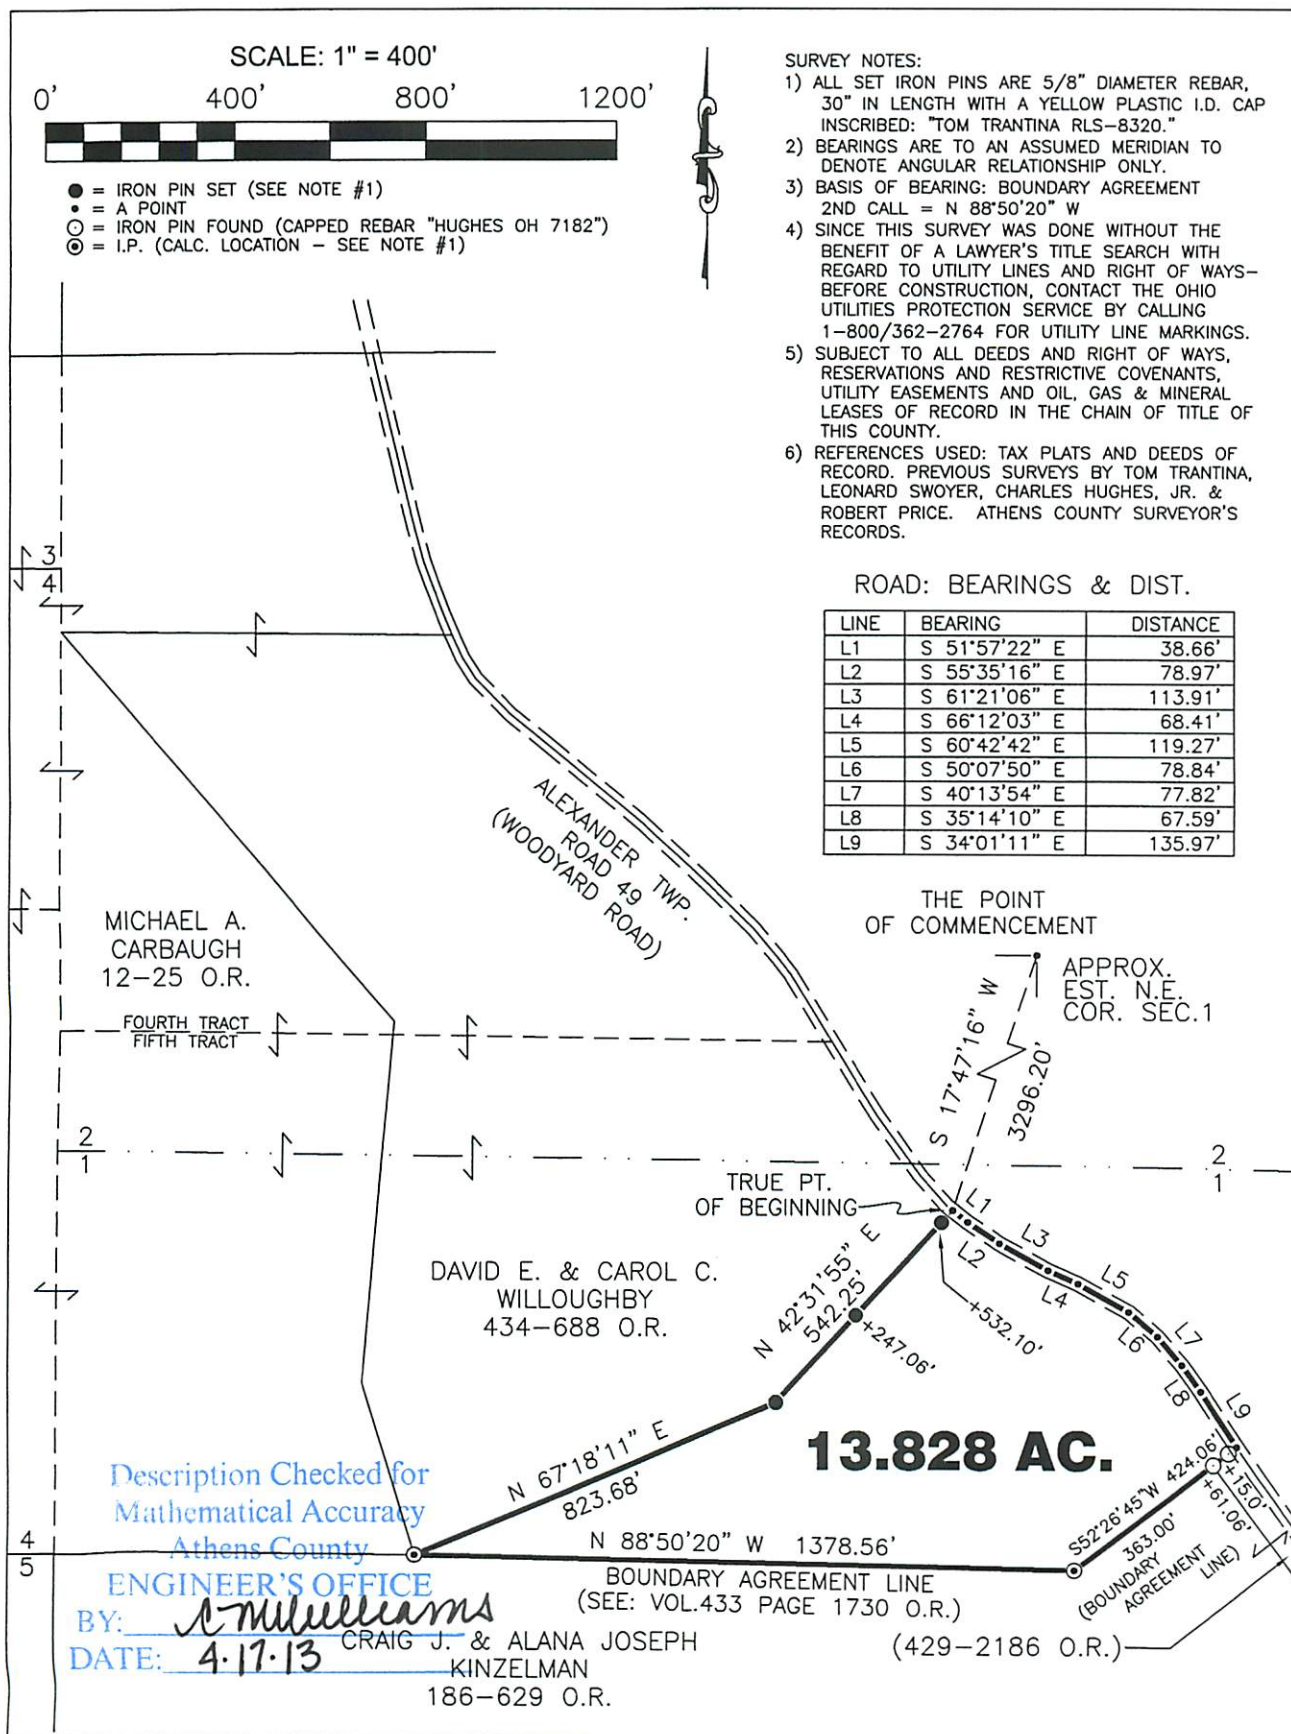 SCALE: 1" = 400'
0' 400' 800' 1200'
● = IRON PIN SET (SEE NOTE #1)
• = A POINT
⊙ = IRON PIN FOUND (CAPPED REBAR "HUGHES OH 7182")
◉ = I.P. (CALC. LOCATION – SEE NOTE #1)
SURVEY NOTES:
1) ALL SET IRON PINS ARE 5/8" DIAMETER REBAR,
30" IN LENGTH WITH A YELLOW PLASTIC I.D. CAP
INSCRIBED: "TOM TRANTINA RLS–8320."
2) BEARINGS ARE TO AN ASSUMED MERIDIAN TO
DENOTE ANGULAR RELATIONSHIP ONLY.
3) BASIS OF BEARING: BOUNDARY AGREEMENT
2ND CALL = N 88°50'20" W
4) SINCE THIS SURVEY WAS DONE WITHOUT THE
BENEFIT OF A LAWYER'S TITLE SEARCH WITH
REGARD TO UTILITY LINES AND RIGHT OF WAYS–
BEFORE CONSTRUCTION, CONTACT THE OHIO
UTILITIES PROTECTION SERVICE BY CALLING
1–800/362–2764 FOR UTILITY LINE MARKINGS.
5) SUBJECT TO ALL DEEDS AND RIGHT OF WAYS,
RESERVATIONS AND RESTRICTIVE COVENANTS,
UTILITY EASEMENTS AND OIL, GAS & MINERAL
LEASES OF RECORD IN THE CHAIN OF TITLE OF
THIS COUNTY.
6) REFERENCES USED: TAX PLATS AND DEEDS OF
RECORD. PREVIOUS SURVEYS BY TOM TRANTINA,
LEONARD SWOYER, CHARLES HUGHES, JR. &
ROBERT PRICE. ATHENS COUNTY SURVEYOR'S
RECORDS.
ROAD: BEARINGS & DIST.
LINE BEARING DISTANCE
L1 S 51°57'22" E 38.66'
L2 S 55°35'16" E 78.97'
L3 S 61°21'06" E 113.91'
L4 S 66°12'03" E 68.41'
L5 S 60°42'42" E 119.27'
L6 S 50°07'50" E 78.84'
L7 S 40°13'54" E 77.82'
L8 S 35°14'10" E 67.59'
L9 S 34°01'11" E 135.97'
3
4
ALEXANDER TWP.
ROAD 49
(WOODYARD ROAD)
MICHAEL A.
CARBAUGH
12–25 O.R.
FOURTH TRACT
FIFTH TRACT
THE POINT
OF COMMENCEMENT
APPROX.
EST. N.E.
COR. SEC.1
S 17°47'16" W
3296.20'
2
1
2
1
TRUE PT.
OF BEGINNING
L1
L2
L3
L4
L5
L6
L7
L8
L9
DAVID E. & CAROL C.
WILLOUGHBY
434–688 O.R.
N 42°31'55" E
542.25'
+247.06'
+532.10'
13.828 AC.
N 67°18'11" E
823.68'
S52°26'45"W 424.06'
363.00'
+15.0'
+61.06'
(BOUNDARY
AGREEMENT
LINE)
N 88°50'20" W 1378.56'
BOUNDARY AGREEMENT LINE
(SEE: VOL.433 PAGE 1730 O.R.)
(429–2186 O.R.)
4
5
Description Checked for
Mathematical Accuracy
Athens County
ENGINEER'S OFFICE
BY:
DATE: 4·17·13
CRAIG J. & ALANA JOSEPH
KINZELMAN
186–629 O.R.